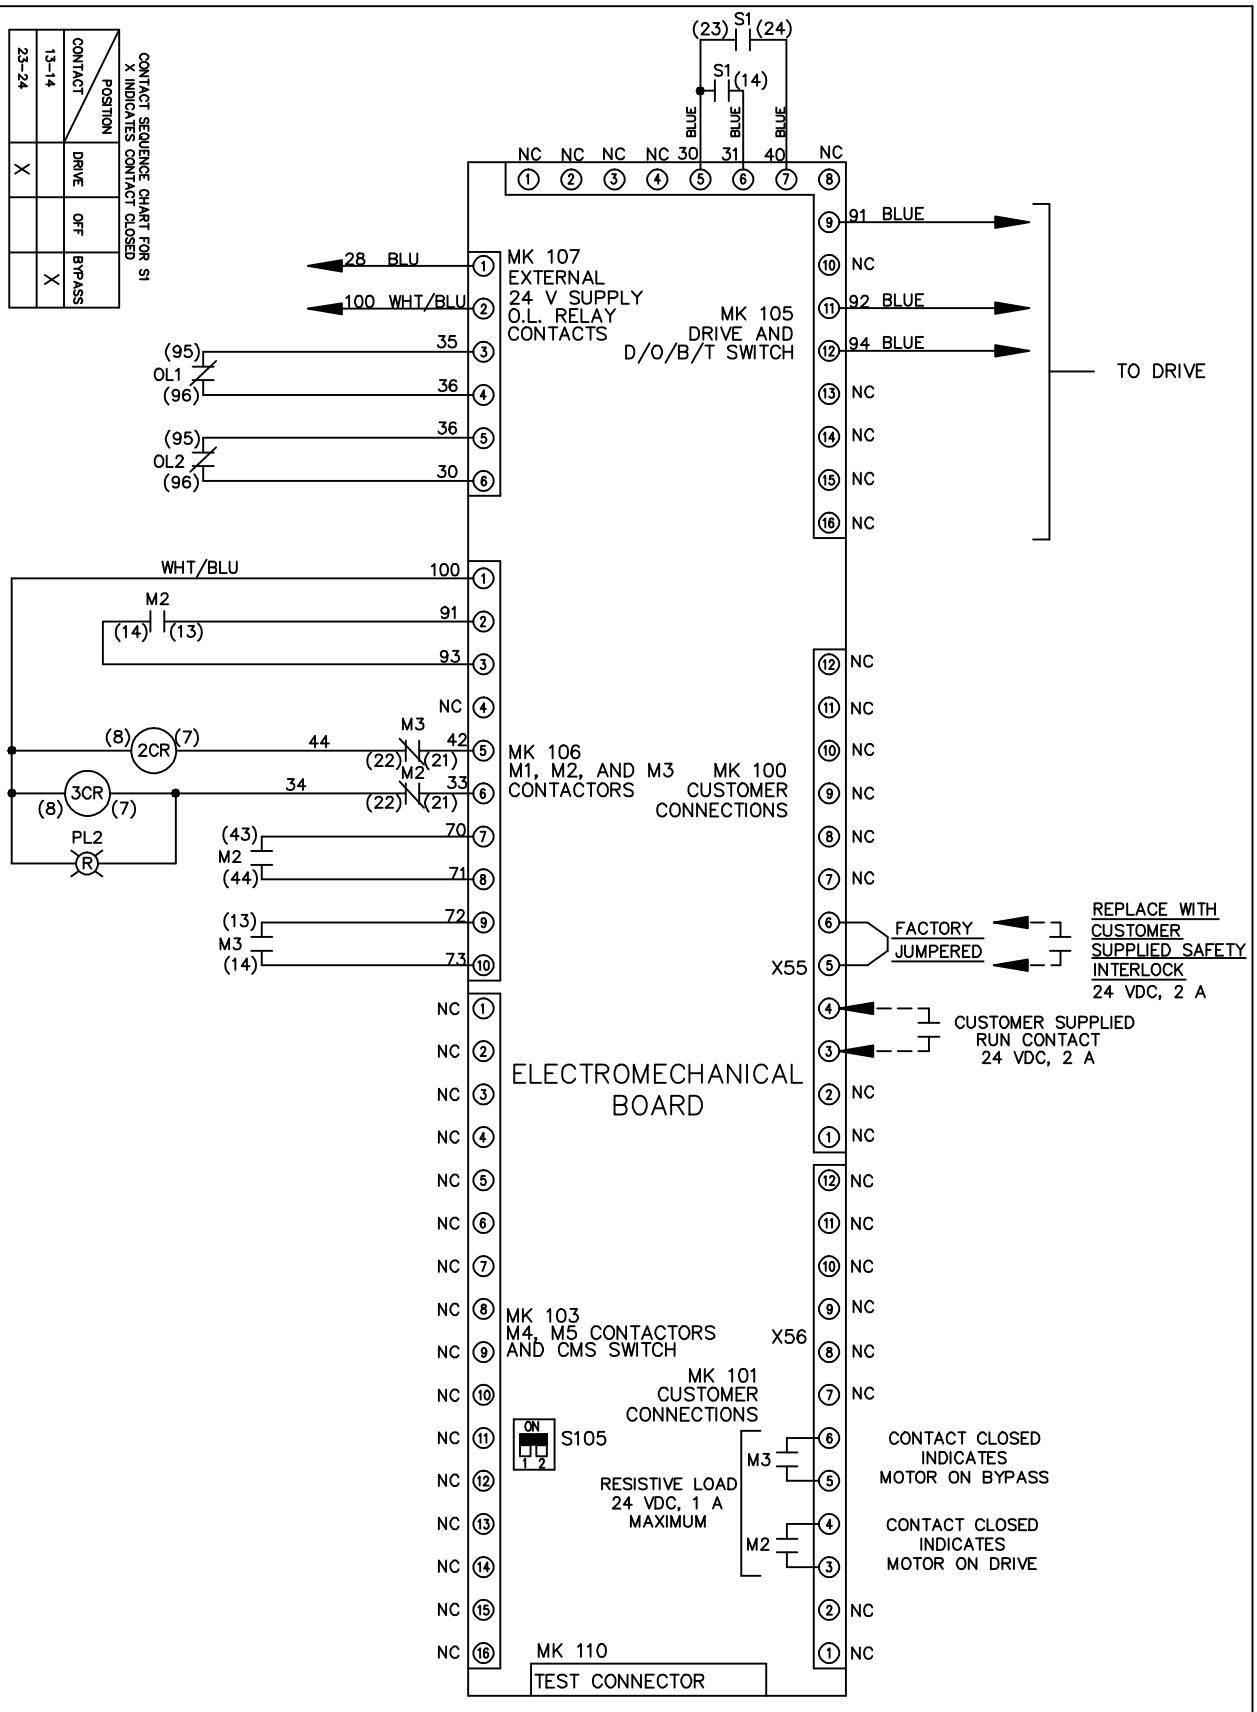 CONTACT SEQUENCE CHART FOR S1
X INDICATES CONTACT CLOSED
POSITION
CONTACT
DRIVE
OFF
BYPASS
13-14
X
23-24
X
S1
(23) (24)
S1
(14)
BLUE
BLUE
BLUE
NC NC NC NC 30 31 40 NC
1 2 3 4 5 6 7 8
28 BLU
100 WHT/BLU
35
(95)
OL1
(96)
36
36
(95)
OL2
(96)
30
1
2
3
4
5
6
MK 107
EXTERNAL
24 V SUPPLY
O.L. RELAY
CONTACTS
MK 105
DRIVE AND
D/O/B/T SWITCH
9 91 BLUE
10 NC
11 92 BLUE
12 94 BLUE
13 NC
14 NC
15 NC
16 NC
TO DRIVE
WHT/BLU 100 1
M2
(14) (13)
91 2
93 3
NC 4
M3
(8) 2CR (7) 44 (22) (21) 42 5
M2
(8) 3CR (7) 34 (22) (21) 33 6
PL2
R
(43)
M2
(44)
70 7
71 8
(13)
M3
(14)
72 9
73 10
MK 106
M1, M2, AND M3
CONTACTORS
MK 100
CUSTOMER
CONNECTIONS
12 NC
11 NC
10 NC
9 NC
8 NC
7 NC
6
X55 5
4
3
2 NC
1 NC
FACTORY
JUMPERED
REPLACE WITH
CUSTOMER
SUPPLIED SAFETY
INTERLOCK
24 VDC, 2 A
CUSTOMER SUPPLIED
RUN CONTACT
24 VDC, 2 A
ELECTROMECHANICAL
BOARD
NC 1
NC 2
NC 3
NC 4
NC 5
NC 6
NC 7
NC 8
NC 9
NC 10
NC 11
NC 12
NC 13
NC 14
NC 15
NC 16
MK 103
M4, M5 CONTACTORS
AND CMS SWITCH
ON
1 2
S105
X56
MK 101
CUSTOMER
CONNECTIONS
12 NC
11 NC
10 NC
9 NC
8 NC
7 NC
6
5
4
3
2 NC
1 NC
M3
M2
RESISTIVE LOAD
24 VDC, 1 A
MAXIMUM
CONTACT CLOSED
INDICATES
MOTOR ON BYPASS
CONTACT CLOSED
INDICATES
MOTOR ON DRIVE
MK 110
TEST CONNECTOR